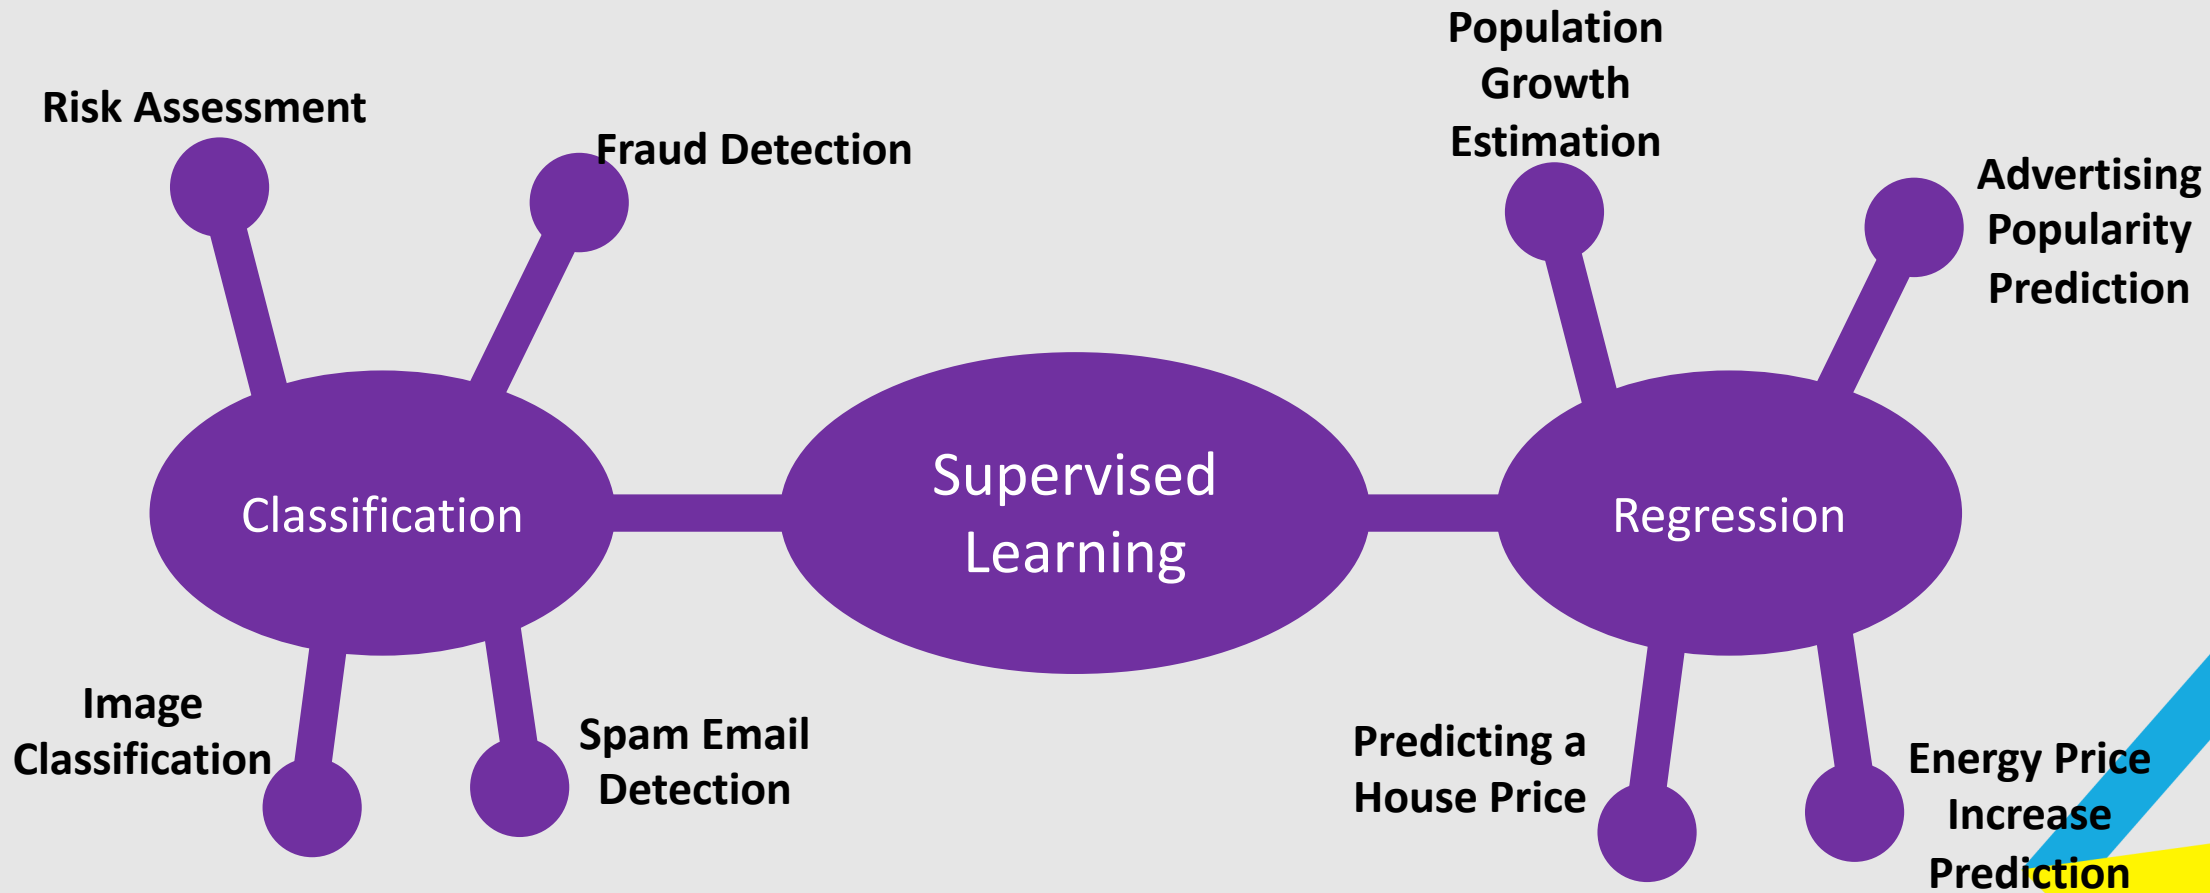 Risk Assessment
Fraud Detection
Classification
Image
Classification
Spam Email
Detection
Supervised
Learning
Population
Growth
Estimation
Advertising
Popularity
Prediction
Regression
Predicting a
House Price
Energy Price
Increase
Prediction